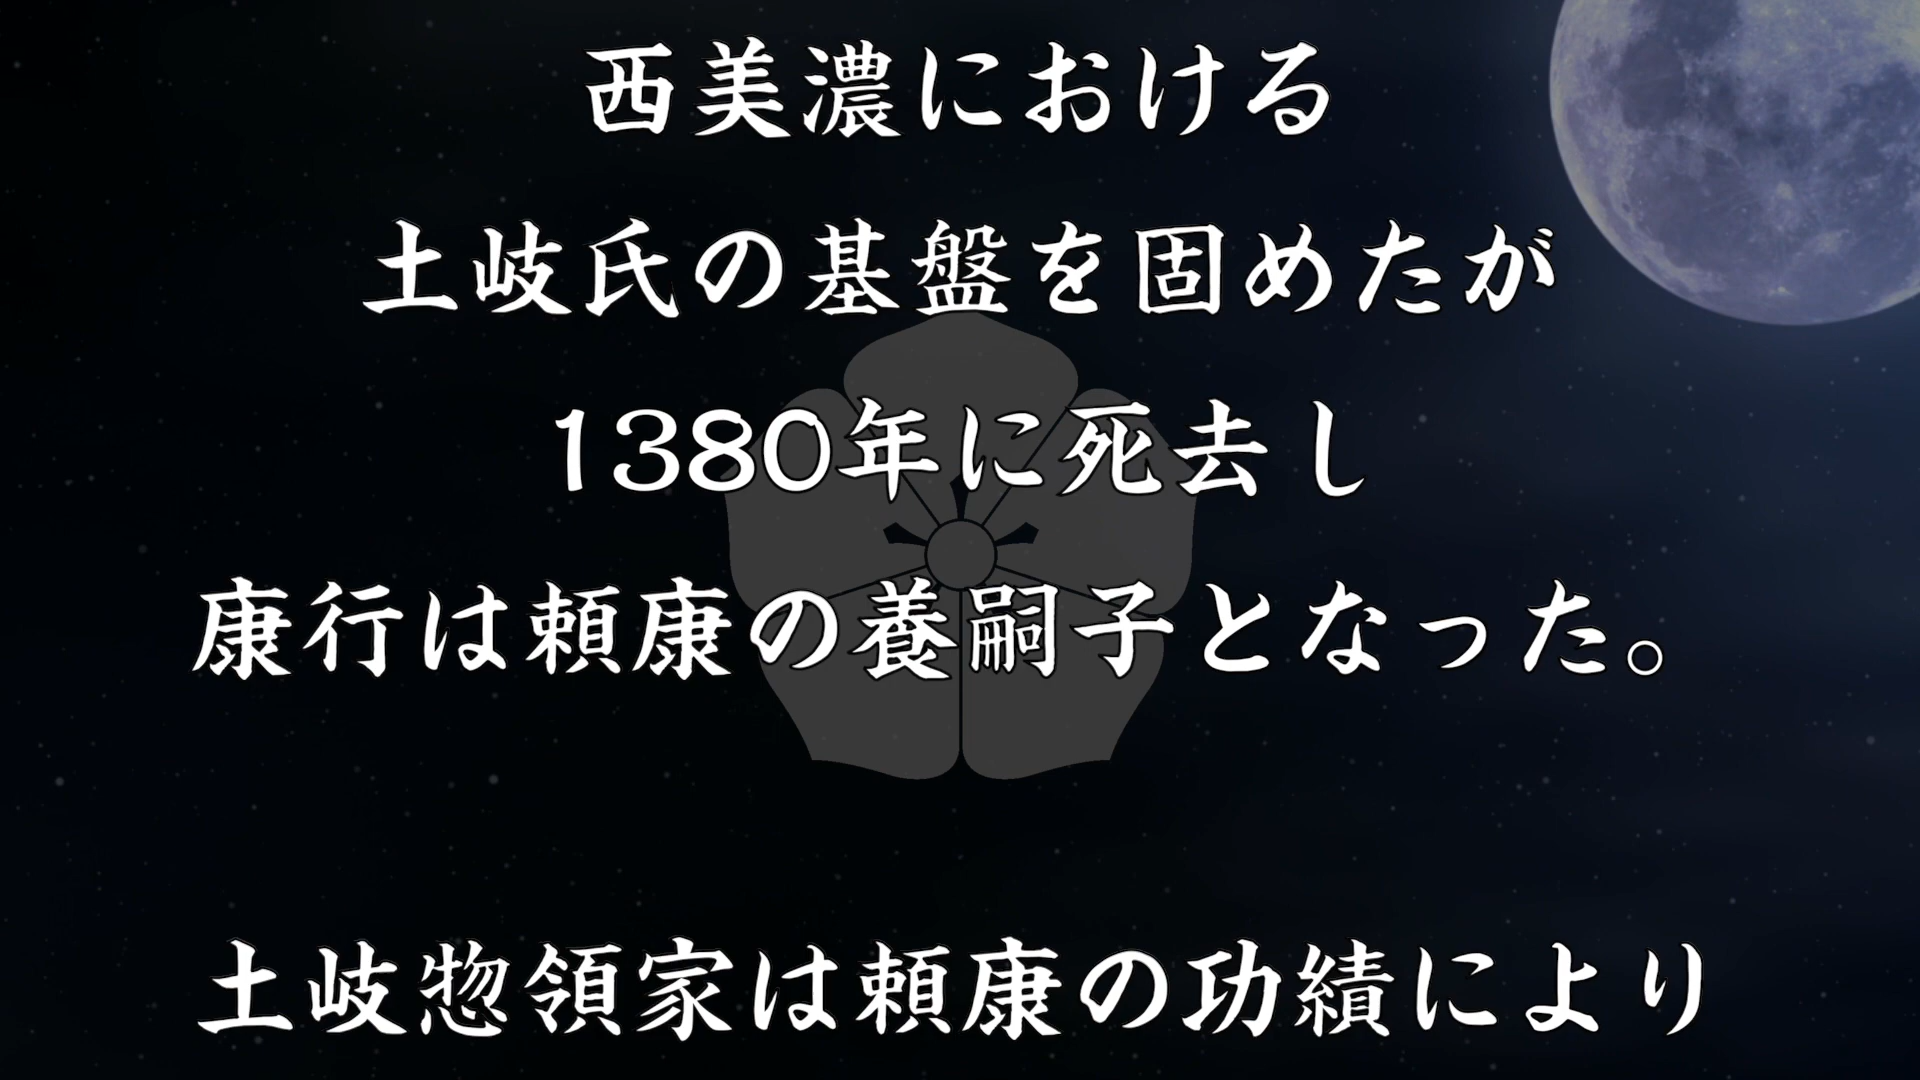 西美濃における
土岐氏の基盤を固めたが
1380年に死去し
康行は頼康の養嗣子となった。
土岐惣領家は頼康の功績により